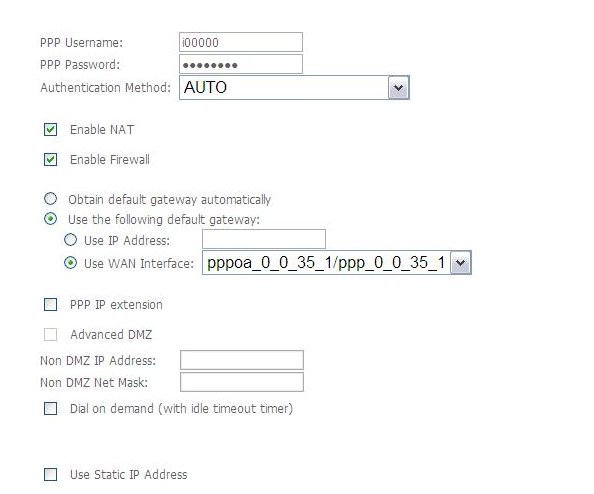 PPP Username: i00000
PPP Password: ●●●●●●●●
Authentication Method: AUTO
Enable NAT
Enable Firewall
Obtain default gateway automatically
Use the following default gateway:
Use IP Address:
Use WAN Interface: pppoa_0_0_35_1/ppp_0_0_35_1
PPP IP extension
Advanced DMZ
Non DMZ IP Address:
Non DMZ Net Mask:
Dial on demand (with idle timeout timer)
Use Static IP Address